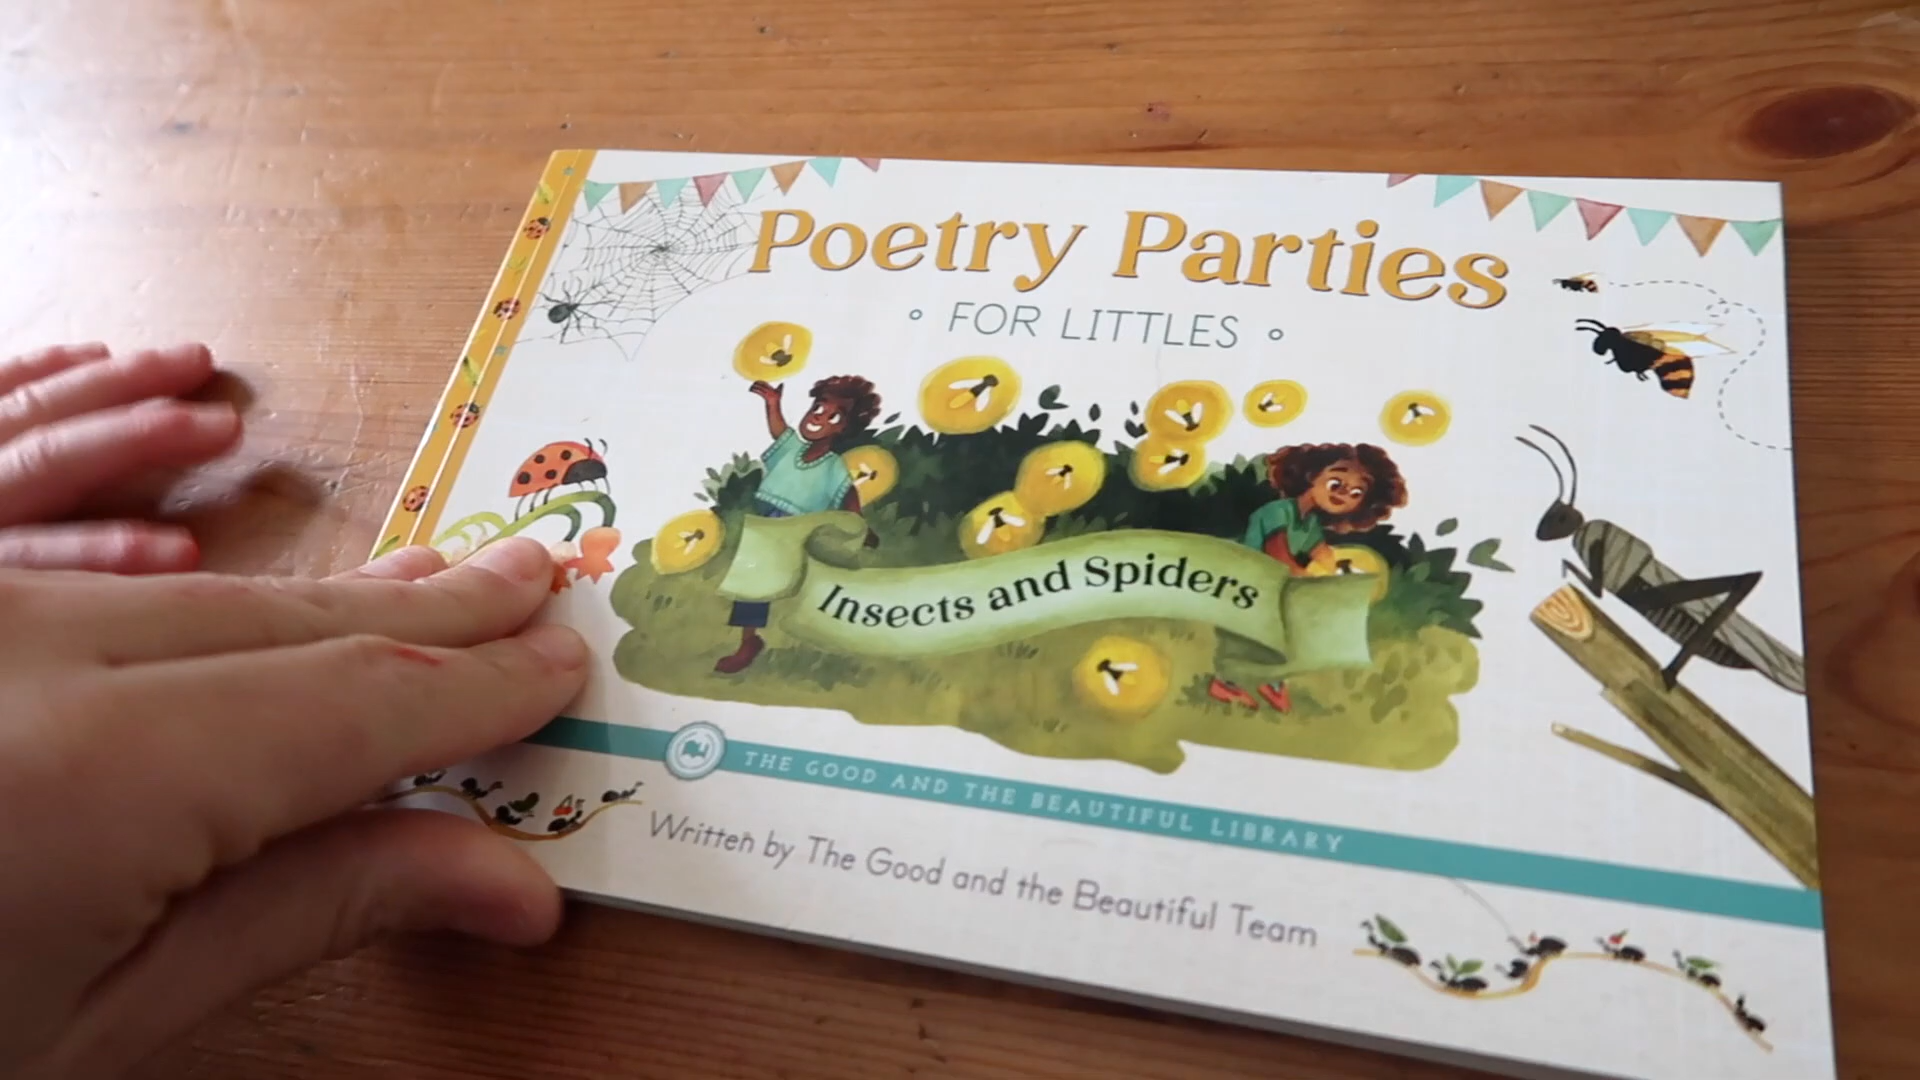 Poetry Parties
FOR LITTLES
Insects and Spiders
THE GOOD AND THE BEAUTIFUL LIBRARY
Written by The Good and the Beautiful Team